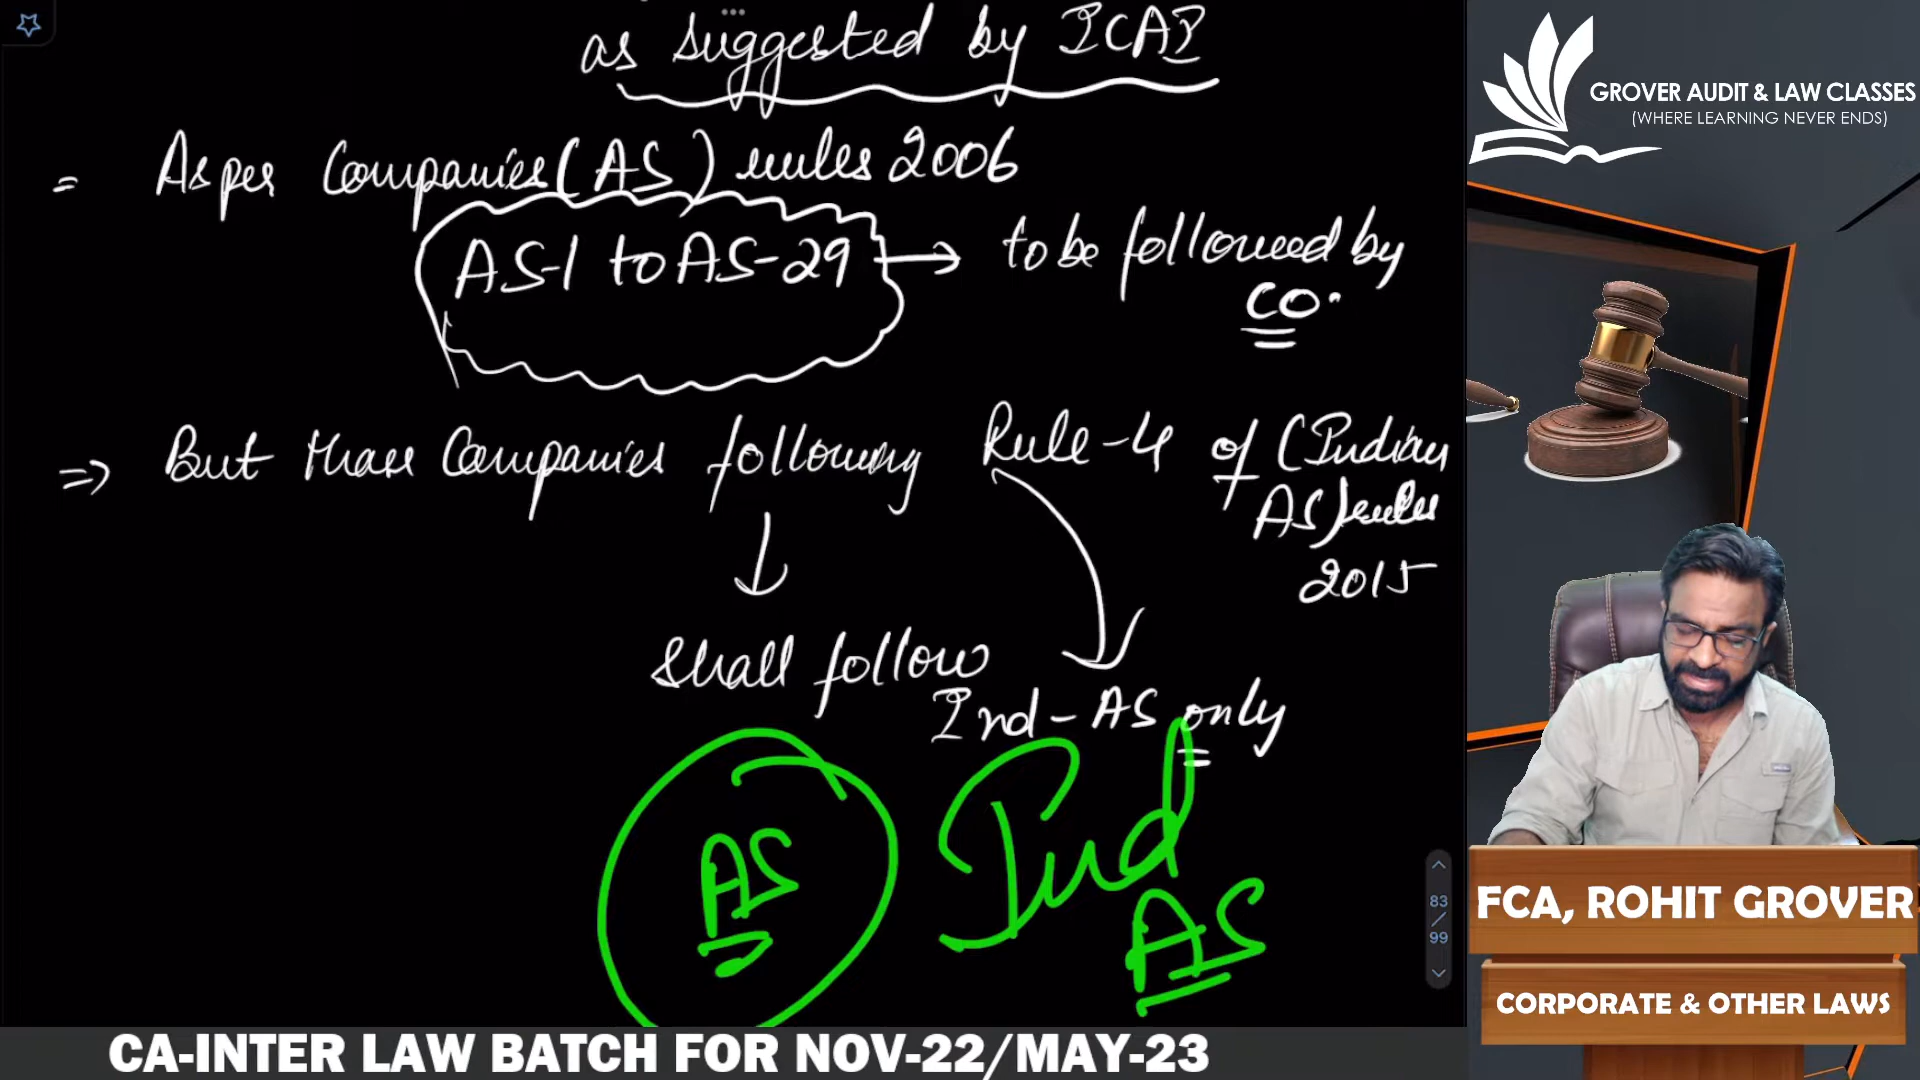 as suggested by ICAI
= As per Companies (AS) rules 2006
AS-1 to AS-29 → to be followed by
CO.
⇒ But those Companies following Rule-4 of (Indian
AS) rules
2015
Shall follow
Ind-AS only
AS
Ind
AS
GROVER AUDIT & LAW CLASSES
(WHERE LEARNING NEVER ENDS)
83
/
99
FCA, ROHIT GROVER
CORPORATE & OTHER LAWS
CA-INTER LAW BATCH FOR NOV-22/MAY-23